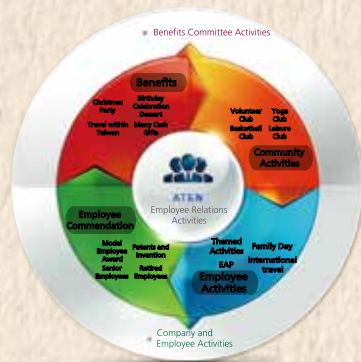 Benefits Committee Activities
Benefits
Christmas
Party
Birthday
Celebration
Dessert
Travel within
Taiwan
Many Cash
Gifts
Volunteer
Club
Yoga
Club
Basketball
Club
Leisure
Club
Community
Activities
ATEN
Employee Relations
Activities
Employee
Commendation
Model
Employee
Award
Patents and
Invention
Senior
Employees
Retired
Employees
Themed
Activities
Family Day
EAP
International
travel
Employee
Activities
Company and
Employee Activities